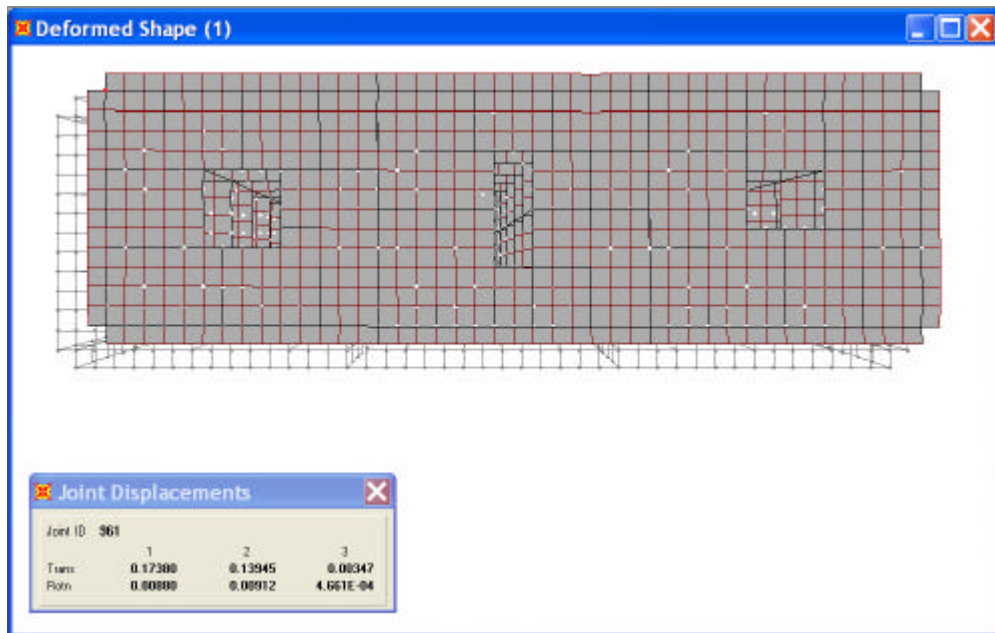 Deformed Shape (1)
Joint Displacements
Joint ID 961
1 2 3
Trans 0.17380 0.13945 0.00347
Rotn 0.00880 0.00912 4.661E-04